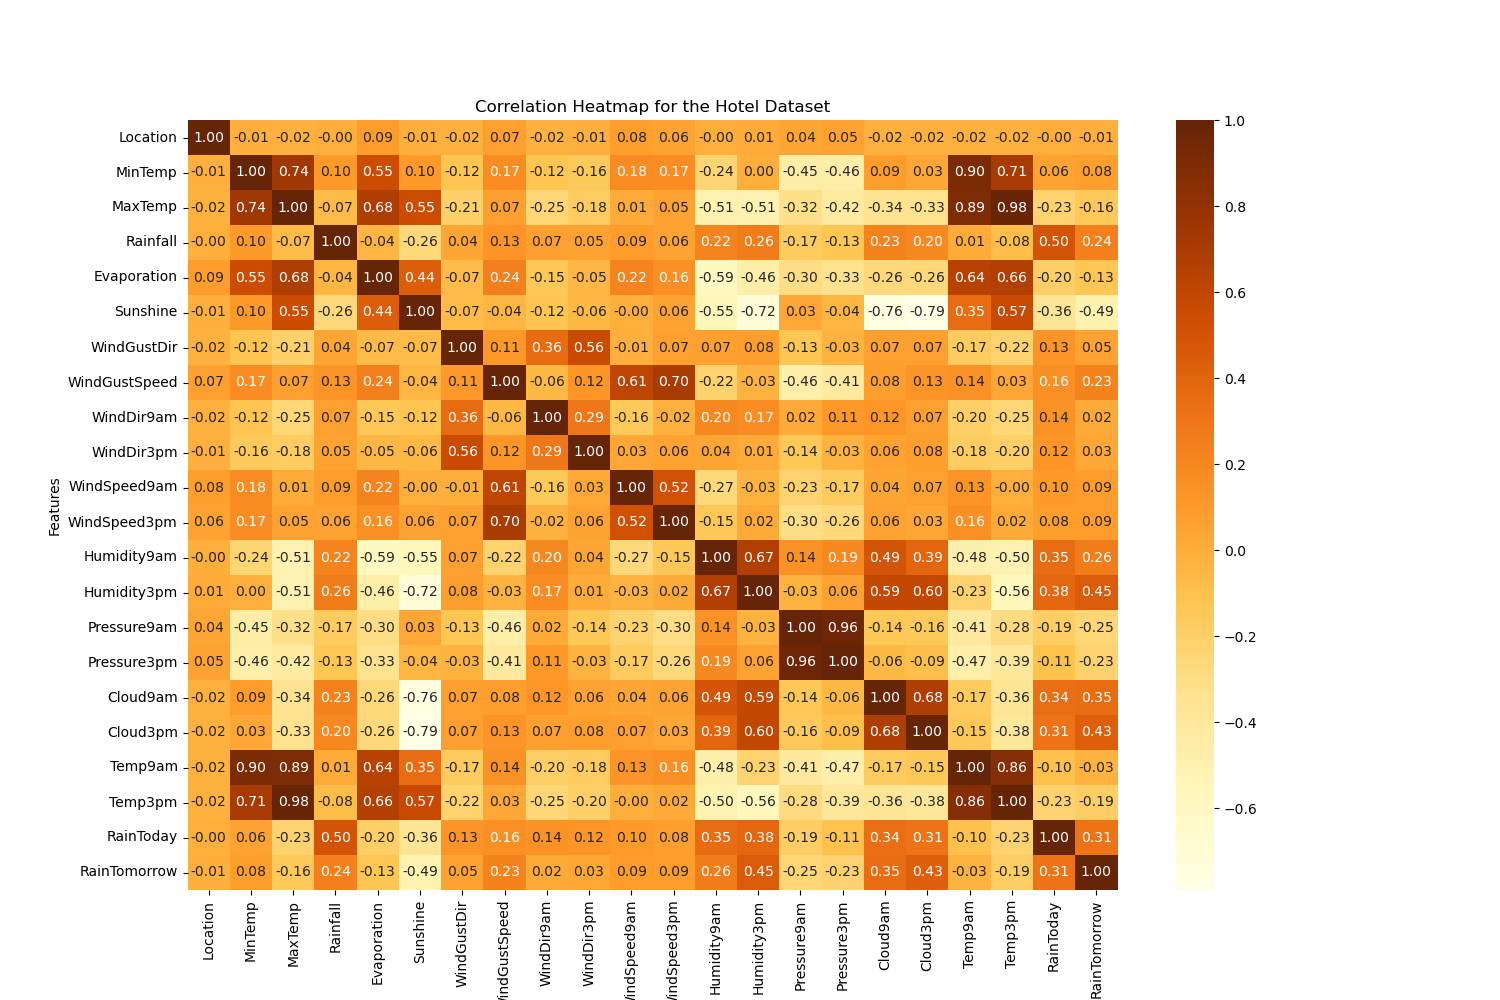 Correlation Heatmap for the Hotel Dataset
Features
Location 1.00 -0.01 -0.02 -0.00 0.09 -0.01 -0.02 0.07 -0.02 -0.01 0.08 0.06 -0.00 0.01 0.04 0.05 -0.02 -0.02 -0.02 -0.02 -0.00 -0.01
MinTemp -0.01 1.00 0.74 0.10 0.55 0.10 -0.12 0.17 -0.12 -0.16 0.18 0.17 -0.24 0.00 -0.45 -0.46 0.09 0.03 0.90 0.71 0.06 0.08
MaxTemp -0.02 0.74 1.00 -0.07 0.68 0.55 -0.21 0.07 -0.25 -0.18 0.01 0.05 -0.51 -0.51 -0.32 -0.42 -0.34 -0.33 0.89 0.98 -0.23 -0.16
Rainfall -0.00 0.10 -0.07 1.00 -0.04 -0.26 0.04 0.13 0.07 0.05 0.09 0.06 0.22 0.26 -0.17 -0.13 0.23 0.20 0.01 -0.08 0.50 0.24
Evaporation 0.09 0.55 0.68 -0.04 1.00 0.44 -0.07 0.24 -0.15 -0.05 0.22 0.16 -0.59 -0.46 -0.30 -0.33 -0.26 -0.26 0.64 0.66 -0.20 -0.13
Sunshine -0.01 0.10 0.55 -0.26 0.44 1.00 -0.07 -0.04 -0.12 -0.06 -0.00 0.06 -0.55 -0.72 0.03 -0.04 -0.76 -0.79 0.35 0.57 -0.36 -0.49
WindGustDir -0.02 -0.12 -0.21 0.04 -0.07 -0.07 1.00 0.11 0.36 0.56 -0.01 0.07 0.07 0.08 -0.13 -0.03 0.07 0.07 -0.17 -0.22 0.13 0.05
WindGustSpeed 0.07 0.17 0.07 0.13 0.24 -0.04 0.11 1.00 -0.06 0.12 0.61 0.70 -0.22 -0.03 -0.46 -0.41 0.08 0.13 0.14 0.03 0.16 0.23
WindDir9am -0.02 -0.12 -0.25 0.07 -0.15 -0.12 0.36 -0.06 1.00 0.29 -0.16 -0.02 0.20 0.17 0.02 0.11 0.12 0.07 -0.20 -0.25 0.14 0.02
WindDir3pm -0.01 -0.16 -0.18 0.05 -0.05 -0.06 0.56 0.12 0.29 1.00 0.03 0.06 0.04 0.01 -0.14 -0.03 0.06 0.08 -0.18 -0.20 0.12 0.03
WindSpeed9am 0.08 0.18 0.01 0.09 0.22 -0.00 -0.01 0.61 -0.16 0.03 1.00 0.52 -0.27 -0.03 -0.23 -0.17 0.04 0.07 0.13 -0.00 0.10 0.09
WindSpeed3pm 0.06 0.17 0.05 0.06 0.16 0.06 0.07 0.70 -0.02 0.06 0.52 1.00 -0.15 0.02 -0.30 -0.26 0.06 0.03 0.16 0.02 0.08 0.09
Humidity9am -0.00 -0.24 -0.51 0.22 -0.59 -0.55 0.07 -0.22 0.20 0.04 -0.27 -0.15 1.00 0.67 0.14 0.19 0.49 0.39 -0.48 -0.50 0.35 0.26
Humidity3pm 0.01 0.00 -0.51 0.26 -0.46 -0.72 0.08 -0.03 0.17 0.01 -0.03 0.02 0.67 1.00 -0.03 0.06 0.59 0.60 -0.23 -0.56 0.38 0.45
Pressure9am 0.04 -0.45 -0.32 -0.17 -0.30 0.03 -0.13 -0.46 0.02 -0.14 -0.23 -0.30 0.14 -0.03 1.00 0.96 -0.14 -0.16 -0.41 -0.28 -0.19 -0.25
Pressure3pm 0.05 -0.46 -0.42 -0.13 -0.33 -0.04 -0.03 -0.41 0.11 -0.03 -0.17 -0.26 0.19 0.06 0.96 1.00 -0.06 -0.09 -0.47 -0.39 -0.11 -0.23
Cloud9am -0.02 0.09 -0.34 0.23 -0.26 -0.76 0.07 0.08 0.12 0.06 0.04 0.06 0.49 0.59 -0.14 -0.06 1.00 0.68 -0.17 -0.36 0.34 0.35
Cloud3pm -0.02 0.03 -0.33 0.20 -0.26 -0.79 0.07 0.13 0.07 0.08 0.07 0.03 0.39 0.60 -0.16 -0.09 0.68 1.00 -0.15 -0.38 0.31 0.43
Temp9am -0.02 0.90 0.89 0.01 0.64 0.35 -0.17 0.14 -0.20 -0.18 0.13 0.16 -0.48 -0.23 -0.41 -0.47 -0.17 -0.15 1.00 0.86 -0.10 -0.03
Temp3pm -0.02 0.71 0.98 -0.08 0.66 0.57 -0.22 0.03 -0.25 -0.20 -0.00 0.02 -0.50 -0.56 -0.28 -0.39 -0.36 -0.38 0.86 1.00 -0.23 -0.19
RainToday -0.00 0.06 -0.23 0.50 -0.20 -0.36 0.13 0.16 0.14 0.12 0.10 0.08 0.35 0.38 -0.19 -0.11 0.34 0.31 -0.10 -0.23 1.00 0.31
RainTomorrow -0.01 0.08 -0.16 0.24 -0.13 -0.49 0.05 0.23 0.02 0.03 0.09 0.09 0.26 0.45 -0.25 -0.23 0.35 0.43 -0.03 -0.19 0.31 1.00
Location
MinTemp
MaxTemp
Rainfall
Evaporation
Sunshine
WindGustDir
indGustSpeed
WindDir9am
WindDir3pm
indSpeed9am
indSpeed3pm
Humidity9am
Humidity3pm
Pressure9am
Pressure3pm
Cloud9am
Cloud3pm
Temp9am
Temp3pm
RainToday
RainTomorrow
1.0
0.8
0.6
0.4
0.2
0.0
−0.2
−0.4
−0.6